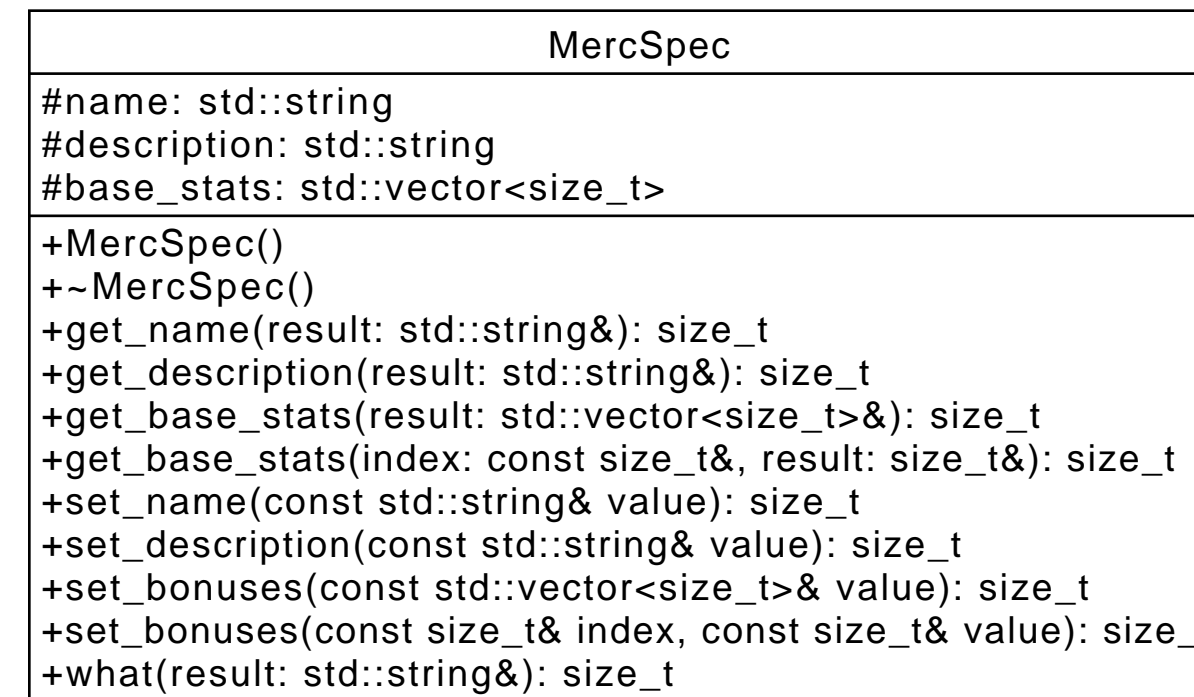 MercSpec
#name: std::string
#description: std::string
#base_stats: std::vector<size_t>
+MercSpec()
+~MercSpec()
+get_name(result: std::string&): size_t
+get_description(result: std::string&): size_t
+get_base_stats(result: std::vector<size_t>&): size_t
+get_base_stats(index: const size_t&, result: size_t&): size_t
+set_name(const std::string& value): size_t
+set_description(const std::string& value): size_t
+set_bonuses(const std::vector<size_t>& value): size_t
+set_bonuses(const size_t& index, const size_t& value): size_
+what(result: std::string&): size_t